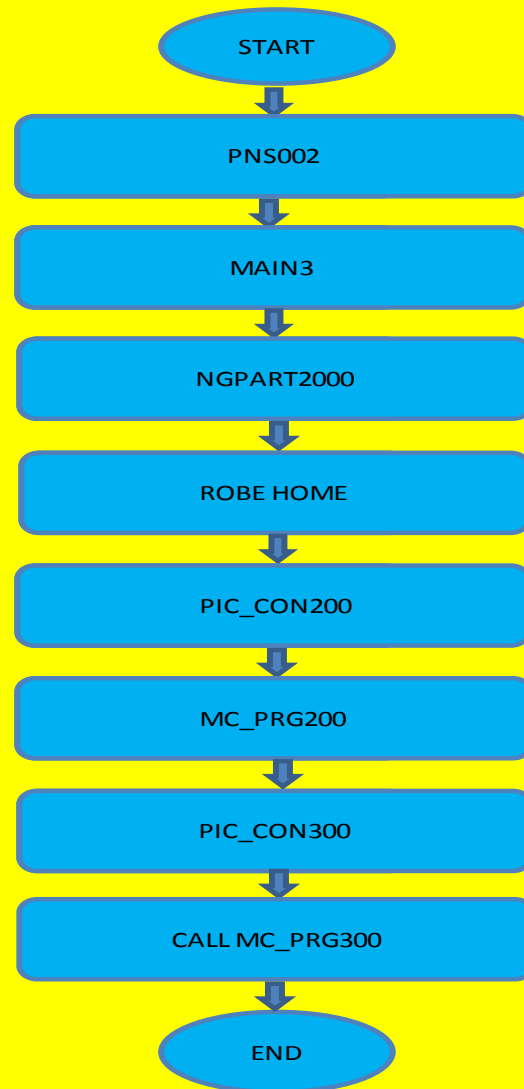 START
PNS002
MAIN3
NGPART2000
ROBE HOME
PIC_CON200
MC_PRG200
PIC_CON300
CALL MC_PRG300
END